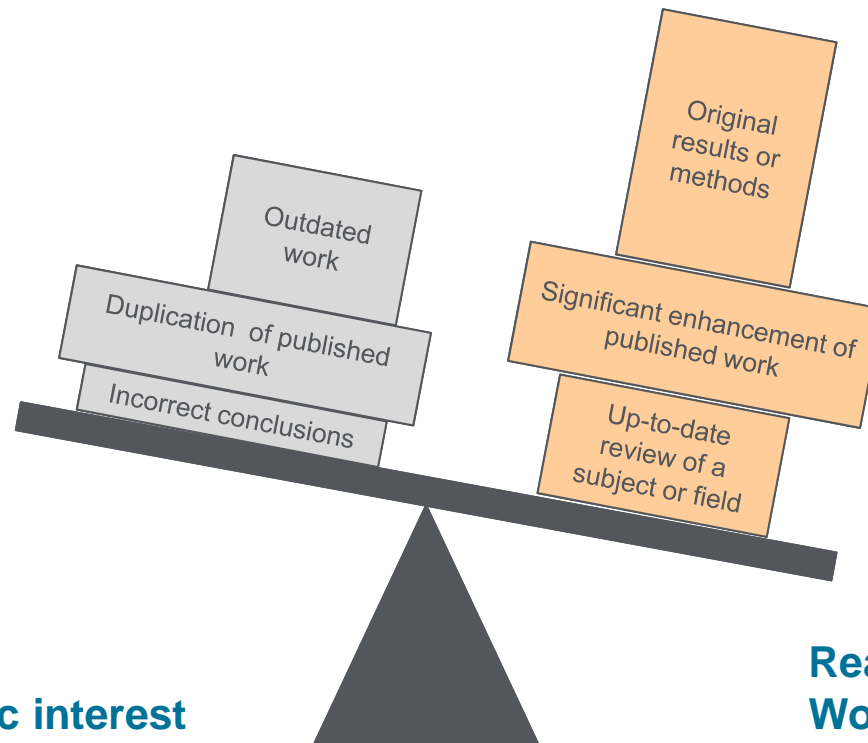 Outdated
work
Duplication of published
work
Incorrect conclusions
Original
results or
methods
Significant enhancement of
published work
Up-to-date
review of a
subject or field
c interest
Rea
Wo